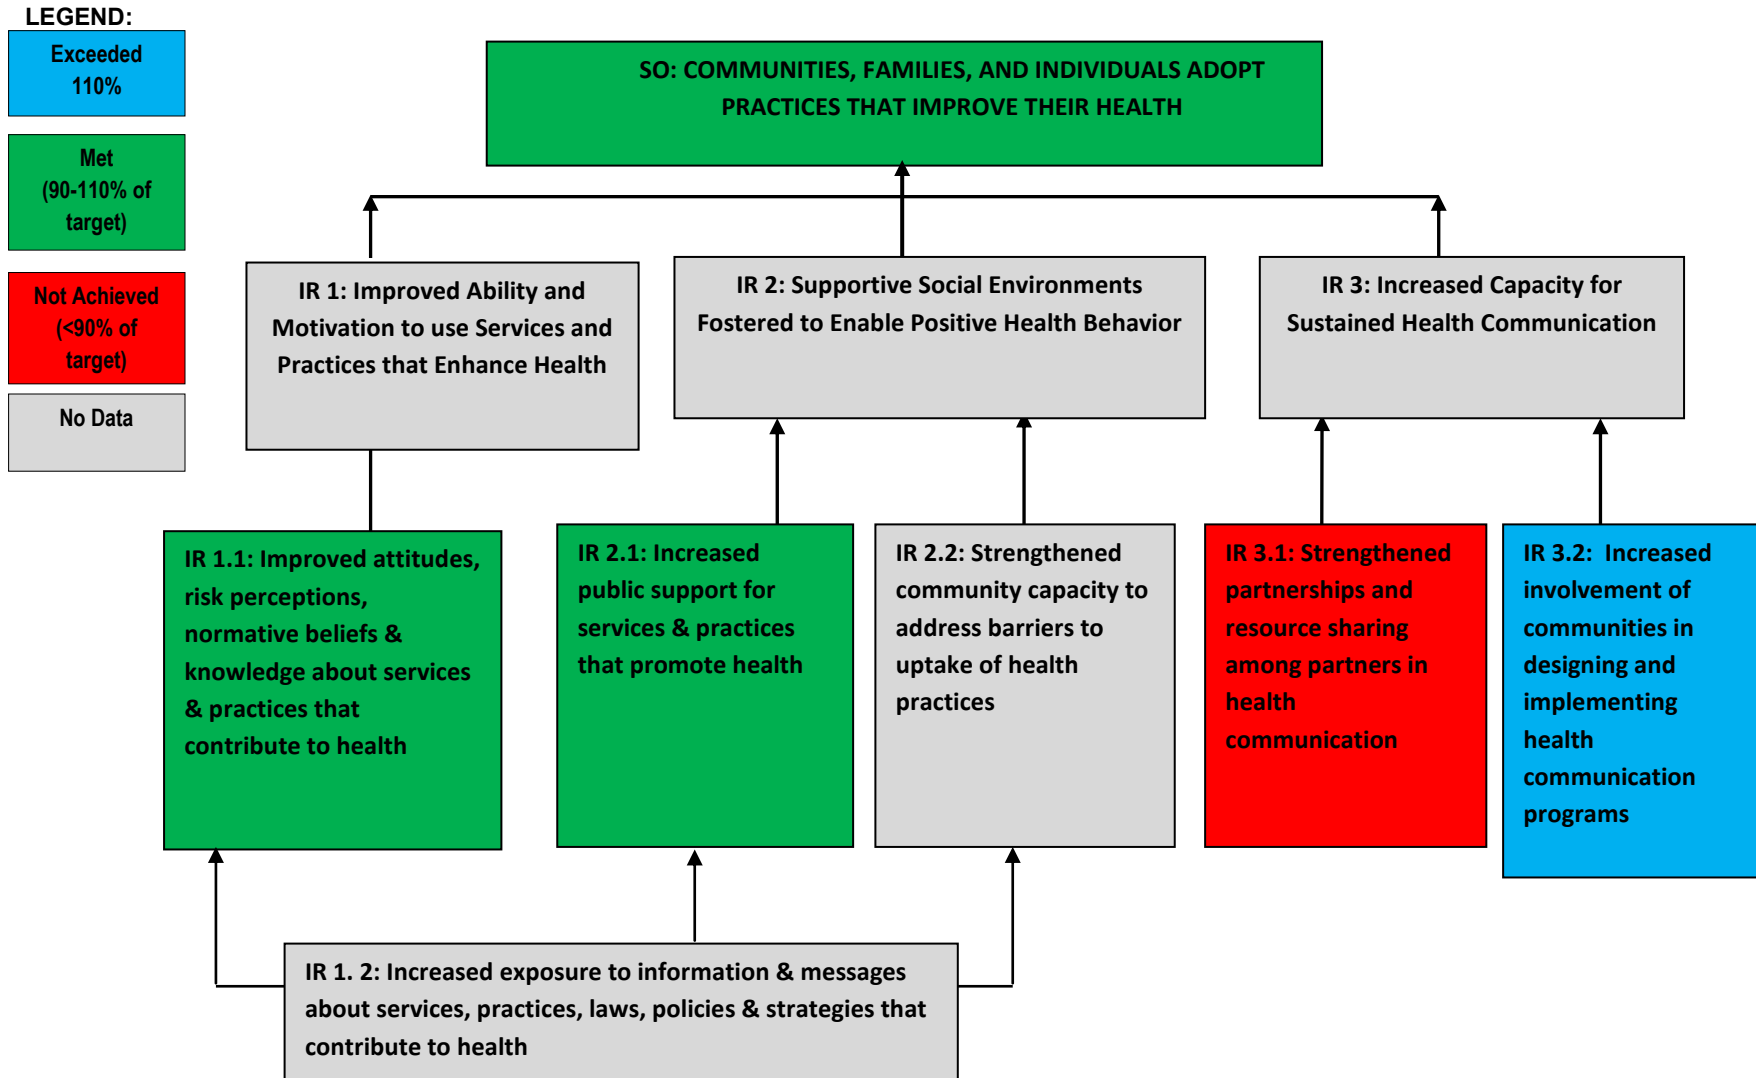 LEGEND:
Exceeded
110%
Met
(90-110% of
target)
Not Achieved
(<90% of
target)
No Data
SO: COMMUNITIES, FAMILIES, AND INDIVIDUALS ADOPT
PRACTICES THAT IMPROVE THEIR HEALTH
IR 1: Improved Ability and
Motivation to use Services and
Practices that Enhance Health
IR 2: Supportive Social Environments
Fostered to Enable Positive Health Behavior
IR 3: Increased Capacity for
Sustained Health Communication
IR 1.1: Improved attitudes,
risk perceptions,
normative beliefs &
knowledge about services
& practices that
contribute to health
IR 2.1: Increased
public support for
services & practices
that promote health
IR 2.2: Strengthened
community capacity to
address barriers to
uptake of health
practices
IR 3.1: Strengthened
partnerships and
resource sharing
among partners in
health
communication
IR 3.2:  Increased
involvement of
communities in
designing and
implementing
health
communication
programs
IR 1. 2: Increased exposure to information & messages
about services, practices, laws, policies & strategies that
contribute to health